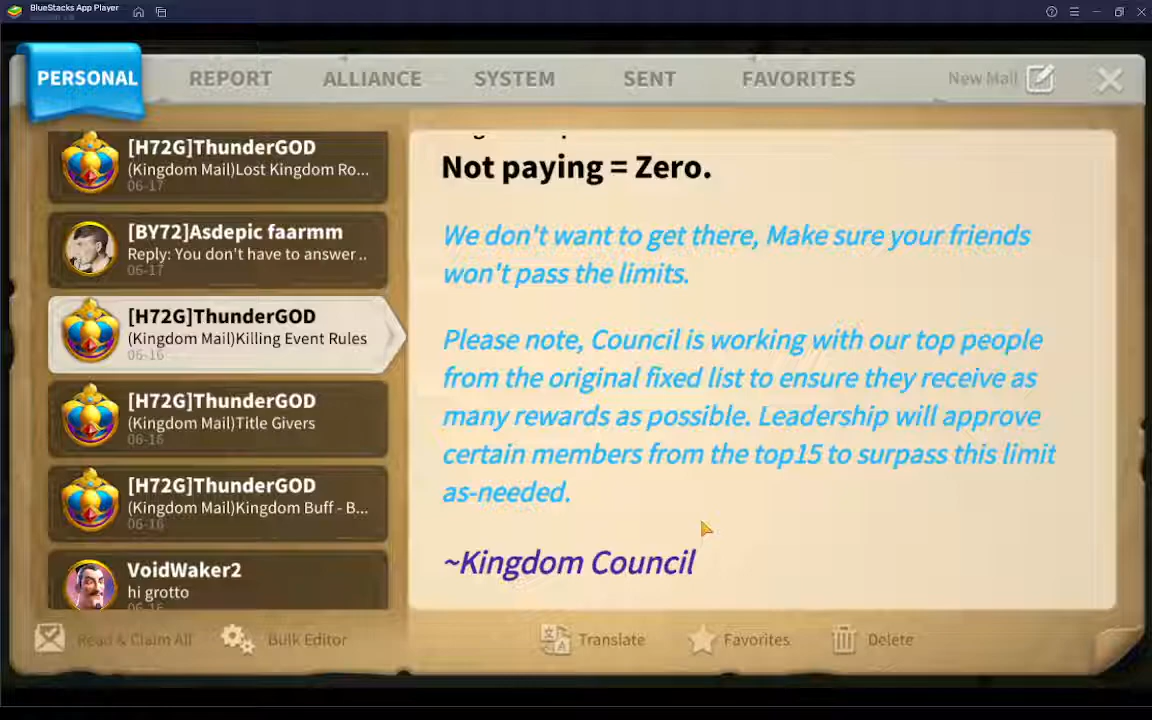 BlueStacks App Player
PERSONAL
REPORT
ALLIANCE
SYSTEM
SENT
FAVORITES
New Mail
[H72G]ThunderGOD
(Kingdom Mail)Lost Kingdom Ro...
06-17
[BY72]Asdepic faarmm
Reply: You don't have to answer ..
06-17
[H72G]ThunderGOD
(Kingdom Mail)Killing Event Rules
06-16
[H72G]ThunderGOD
(Kingdom Mail)Title Givers
06-16
[H72G]ThunderGOD
(Kingdom Mail)Kingdom Buff - B...
06-16
VoidWaker2
hi grotto
06-16
Not paying = Zero.
We don't want to get there, Make sure your friends
won't pass the limits.
Please note, Council is working with our top people
from the original fixed list to ensure they receive as
many rewards as possible. Leadership will approve
certain members from the top15 to surpass this limit
as-needed.
~Kingdom Council
Read & Claim All
Bulk Editor
Translate
Favorites
Delete